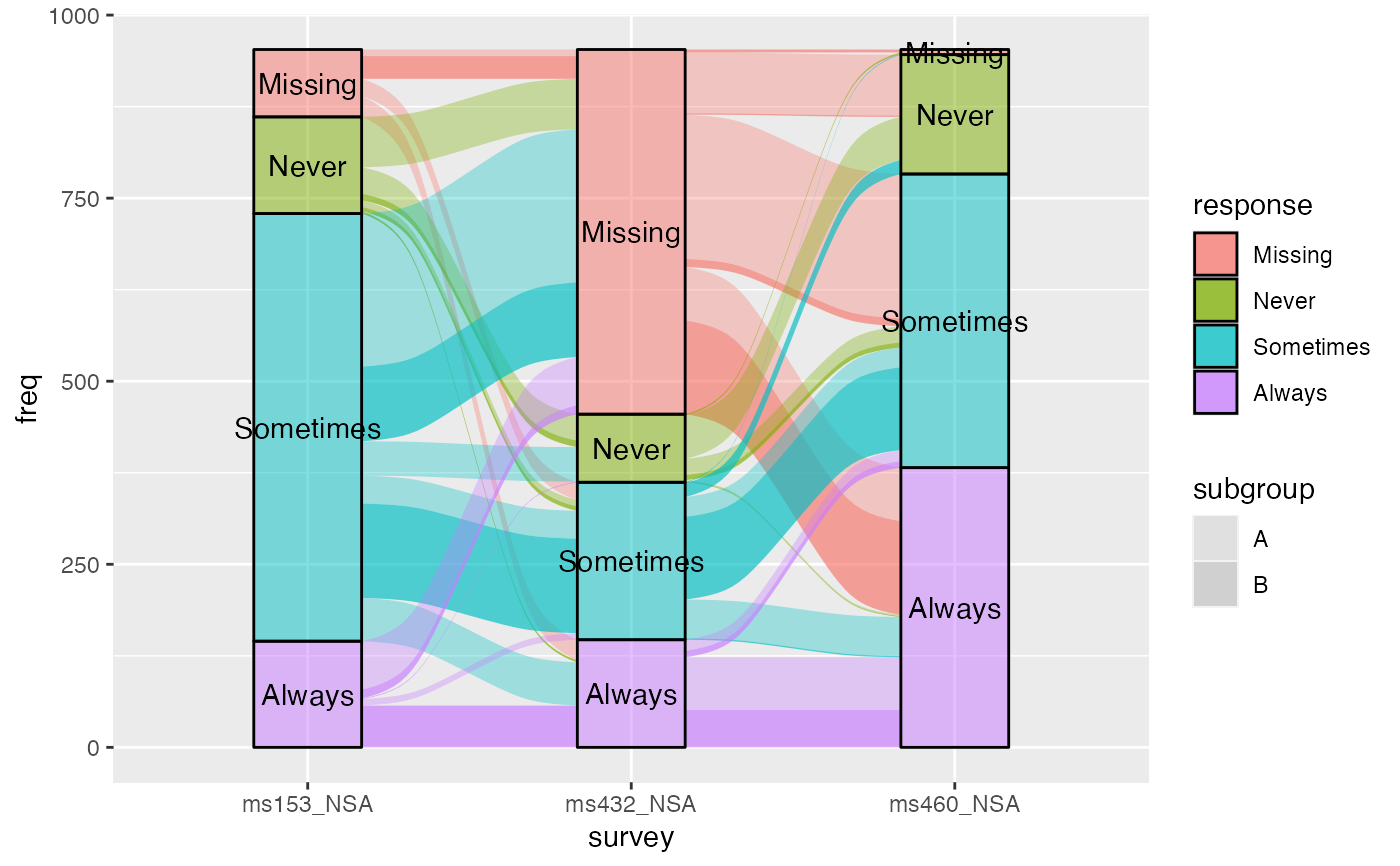 1000
750
500
250
0
freq
Missing
Never
Sometimes
Always
Missing
Never
Sometimes
Always
Missing
Never
Sometimes
Always
ms153_NSA
ms432_NSA
ms460_NSA
survey
response
Missing
Never
Sometimes
Always
subgroup
A
B